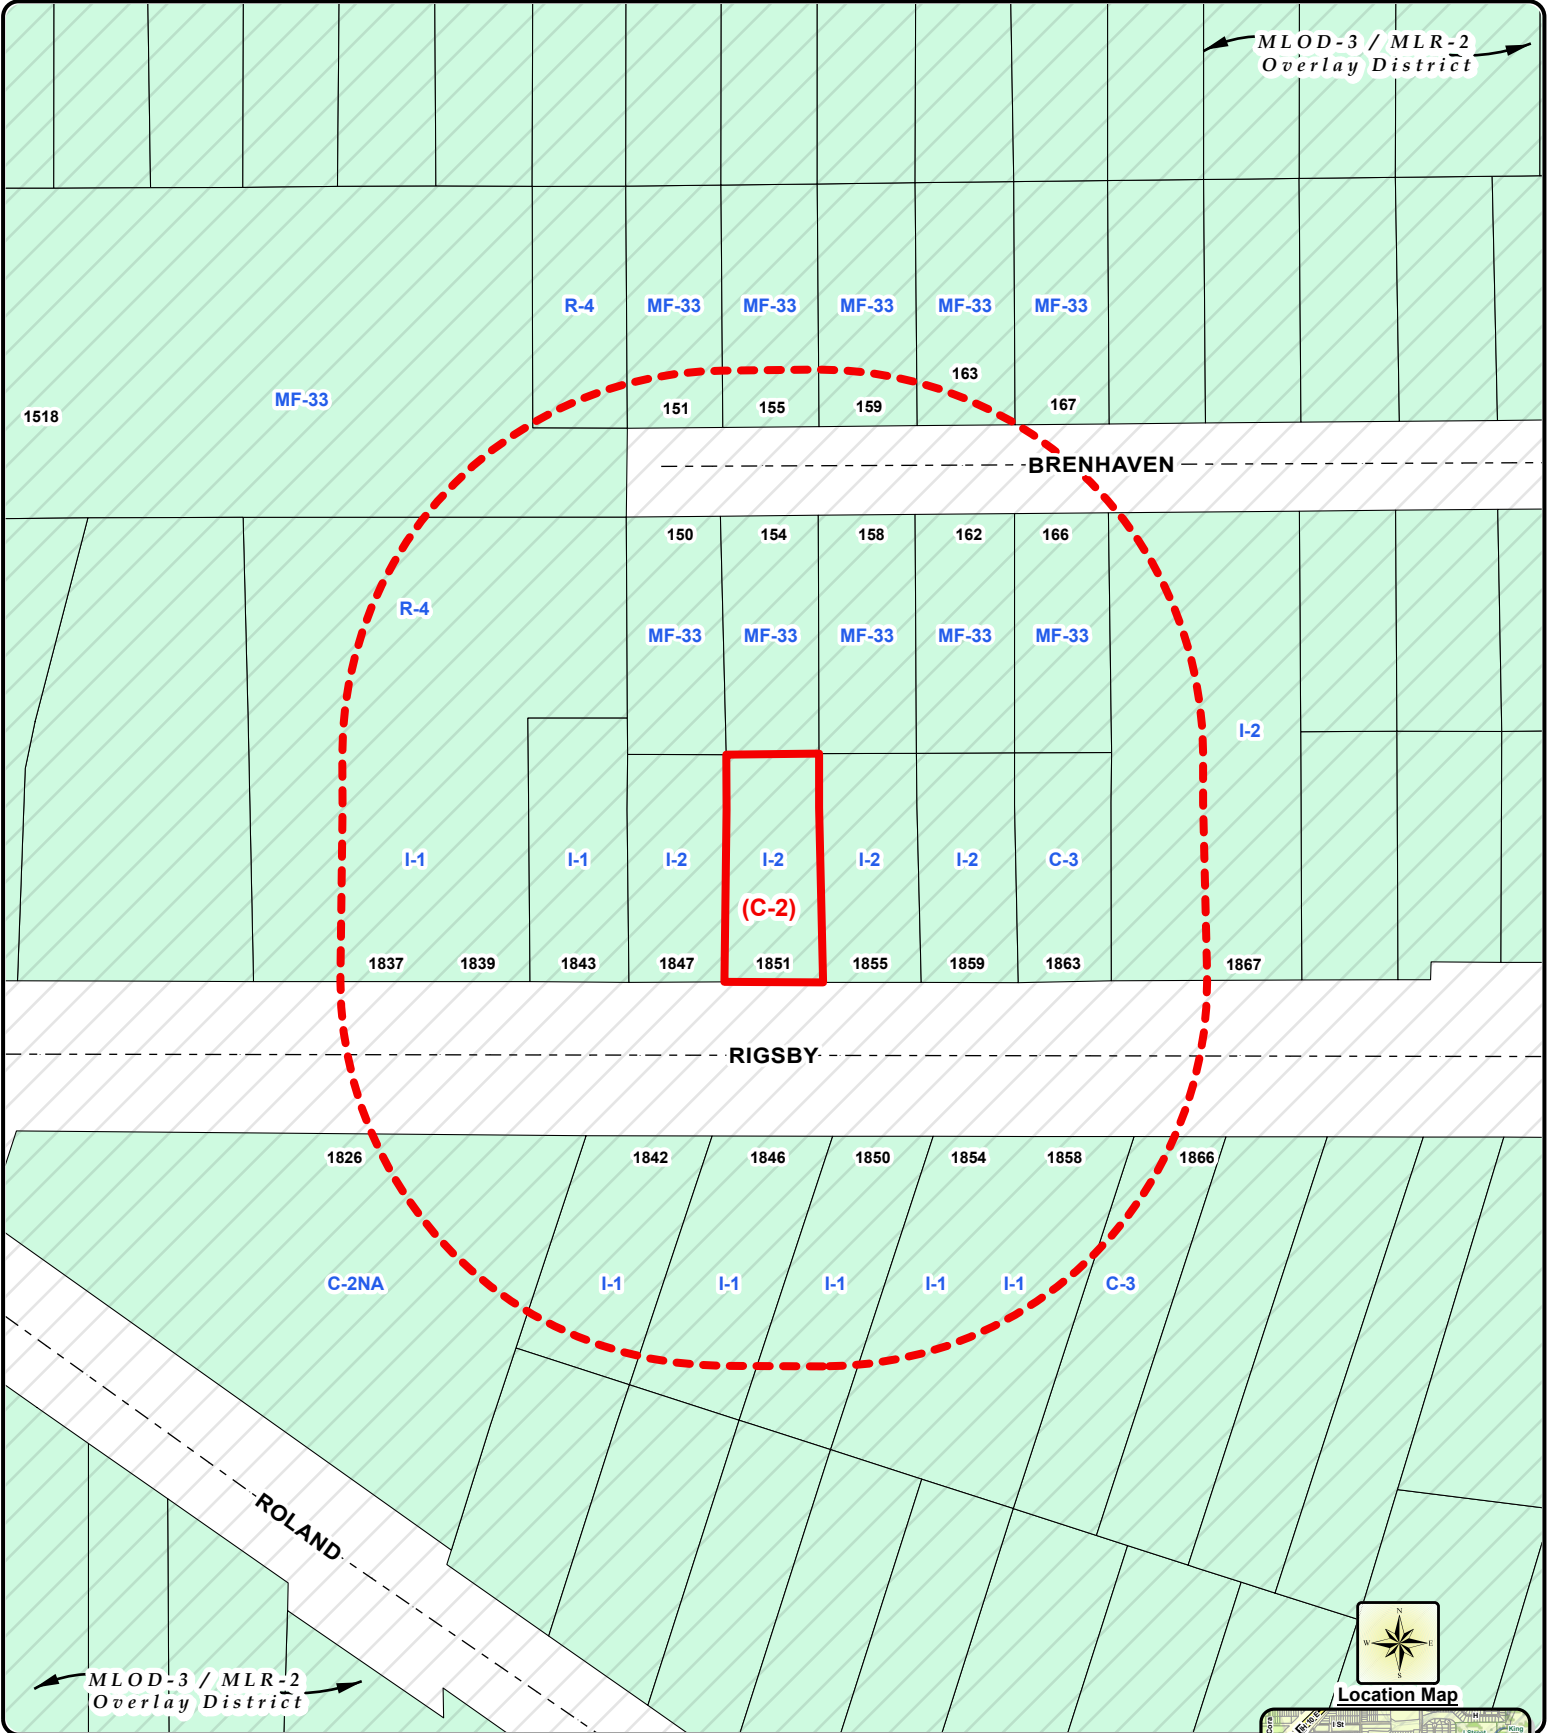 MLOD-3 / MLR-2
Overlay District
R-4
MF-33
MF-33
MF-33
MF-33
MF-33
163
MF-33
1518
151
155
159
167
BRENHAVEN
150
154
158
162
166
R-4
MF-33
MF-33
MF-33
MF-33
MF-33
I-2
I-1
I-1
I-2
I-2
I-2
I-2
C-3
(C-2)
1837
1839
1843
1847
1851
1855
1859
1863
1867
RIGSBY
1826
1842
1846
1850
1854
1858
1866
C-2NA
I-1
I-1
I-1
I-1
I-1
C-3
ROLAND
N
W
E
S
MLOD-3 / MLR-2
Overlay District
Location Map
I St
H
King